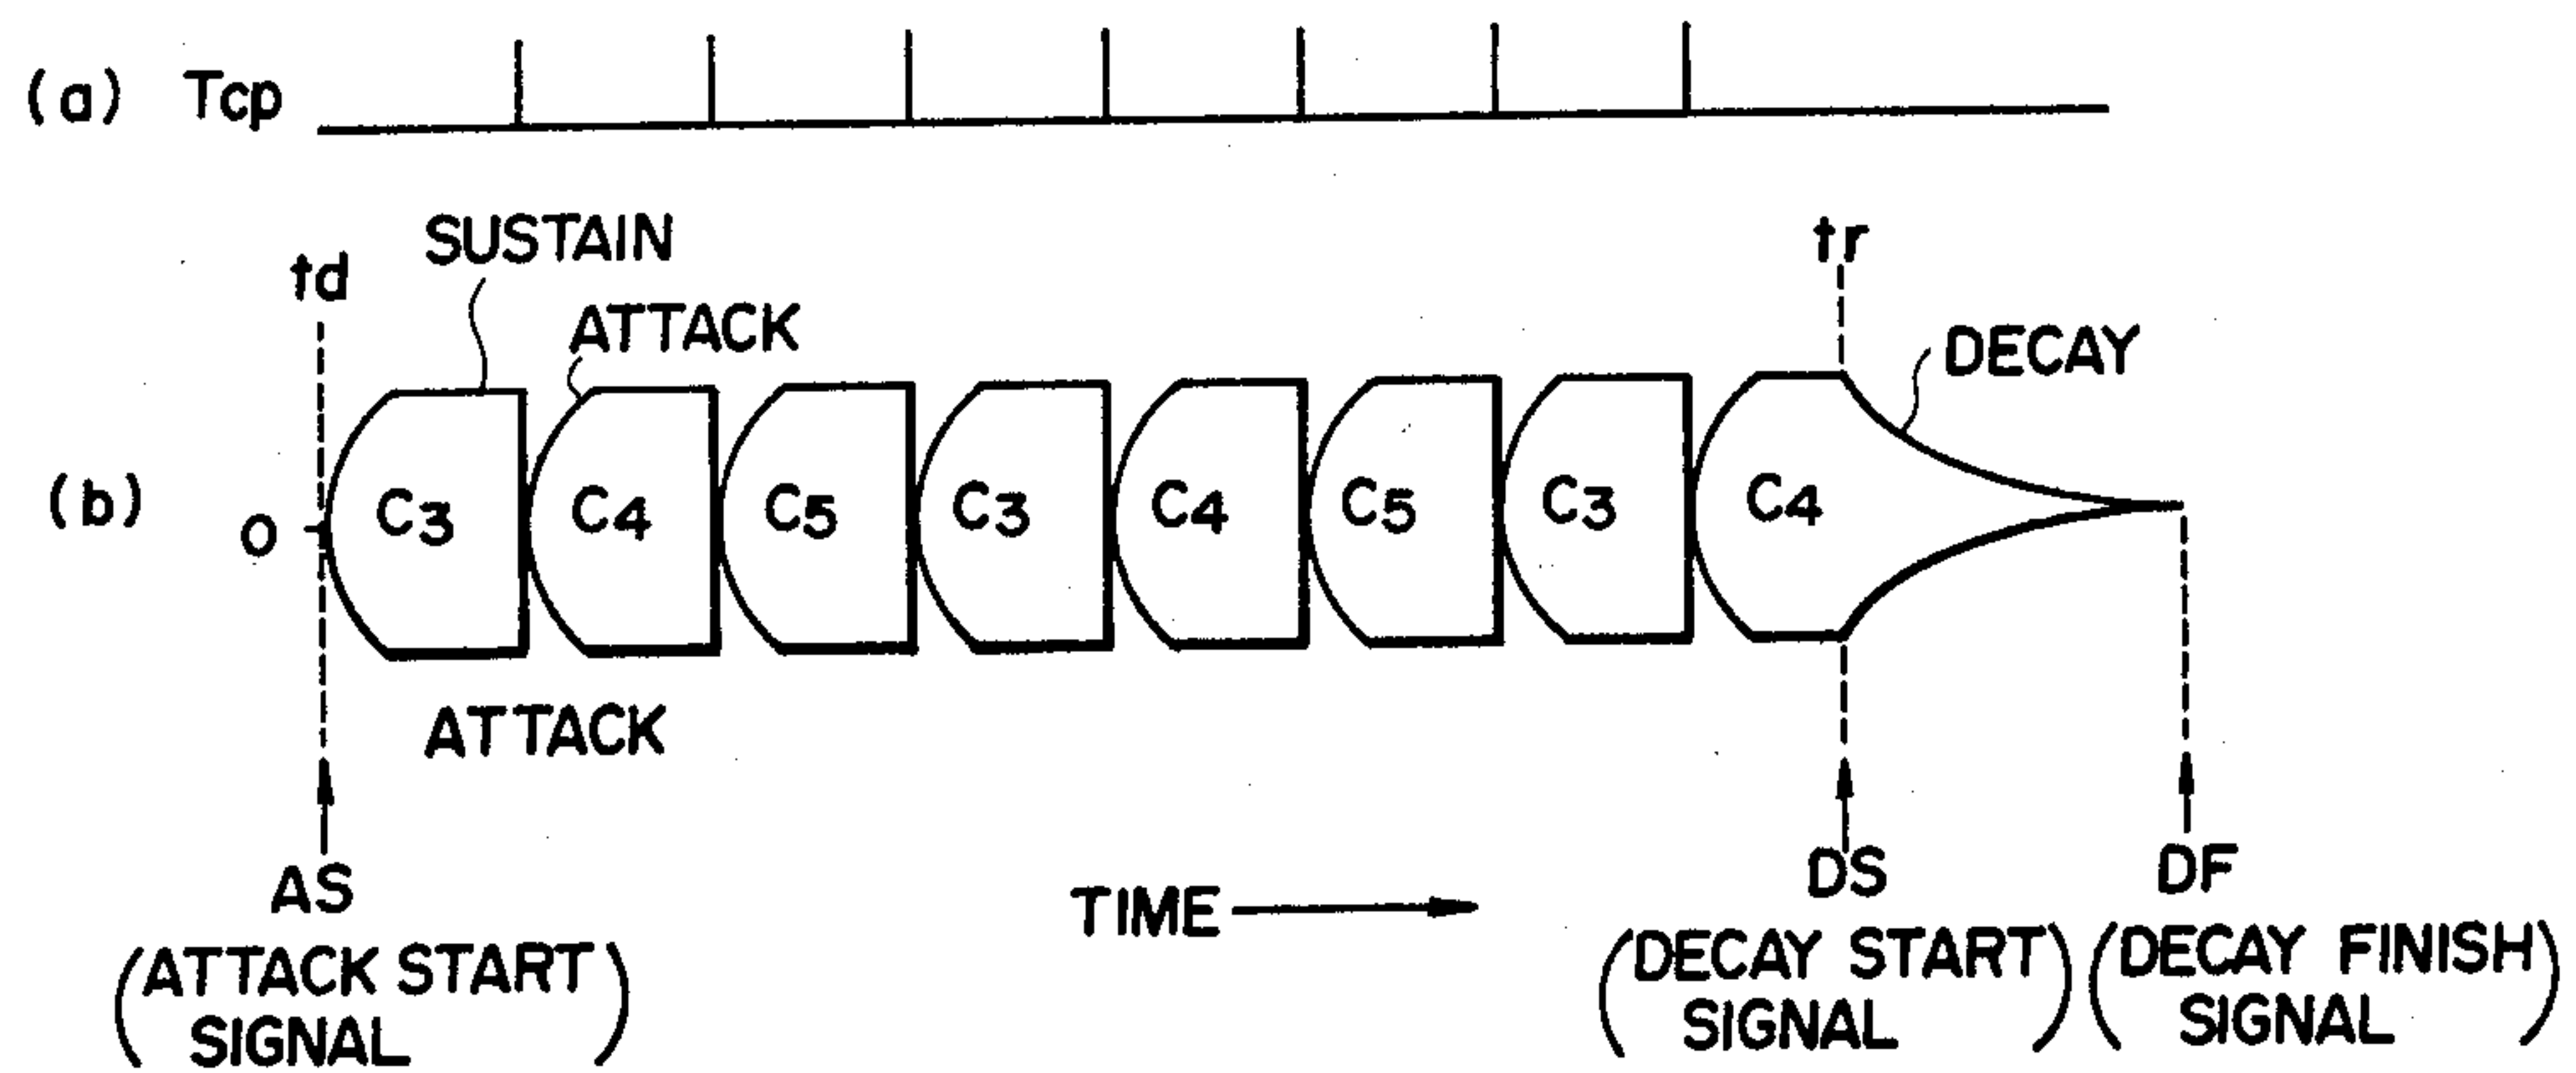 (a) Tcp
td
SUSTAIN
ATTACK
tr
DECAY
(b)
0
C3 C4 C5 C3 C4 C5 C3 C4
ATTACK
AS
(ATTACK START
SIGNAL)
TIME
DS
(DECAY START
SIGNAL)
DF
(DECAY FINISH
SIGNAL)